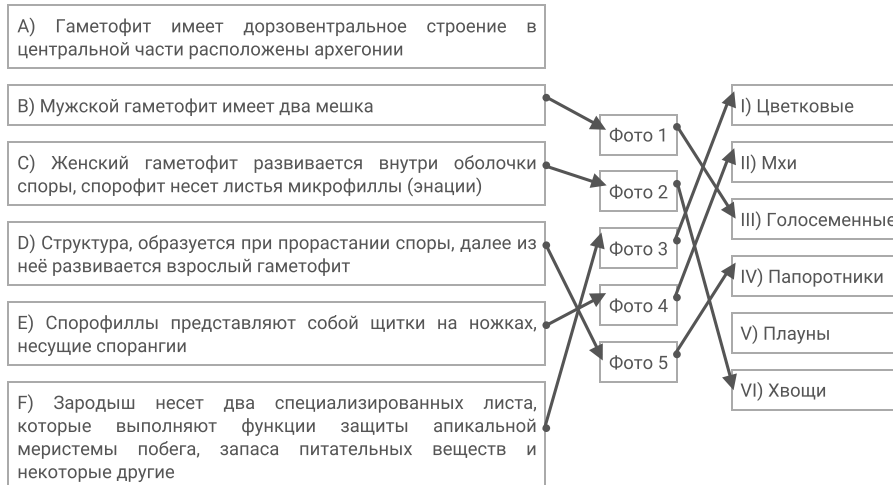 A) Гаметофит имеет дорзовентральное строение в
центральной части расположены архегонии
B) Мужской гаметофит имеет два мешка
C) Женский гаметофит развивается внутри оболочки
споры, спорофит несет листья микрофиллы (энации)
D) Структура, образуется при прорастании споры, далее из
неё развивается взрослый гаметофит
E) Спорофиллы представляют собой щитки на ножках,
несущие спорангии
F) Зародыш несет два специализированных листа,
которые выполняют функции защиты апикальной
меристемы побега, запаса питательных веществ и
некоторые другие
Фото 1
Фото 2
Фото 3
Фото 4
Фото 5
I) Цветковые
II) Мхи
III) Голосеменные
IV) Папоротники
V) Плауны
VI) Хвощи